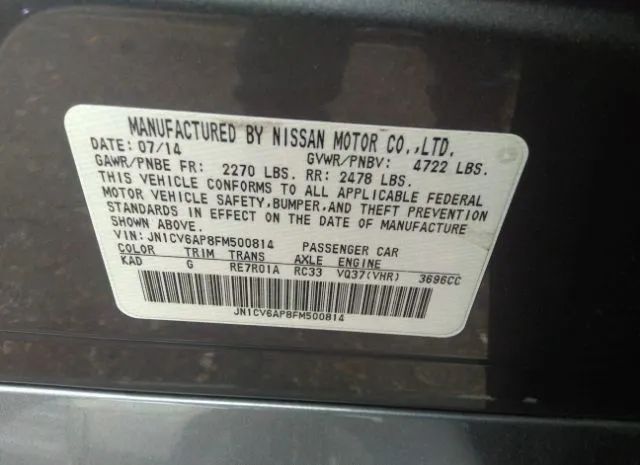 MANUFACTURED BY NISSAN MOTOR CO.,LTD.
DATE: 07/14 GVWR/PNBV: 4722 LBS.
GAWR/PNBE FR: 2270 LBS. RR: 2478 LBS.
THIS VEHICLE CONFORMS TO ALL APPLICABLE FEDERAL
MOTOR VEHICLE SAFETY,BUMPER,AND THEFT PREVENTION
STANDARDS IN EFFECT ON THE DATE OF MANUFACTURE
SHOWN ABOVE.
VIN: JN1CV6AP8FM500814 PASSENGER CAR
COLOR TRIM TRANS AXLE ENGINE
KAD G RE7R01A RC33 VQ37(VHR) 3696CC
JN1CV6AP8FM500814